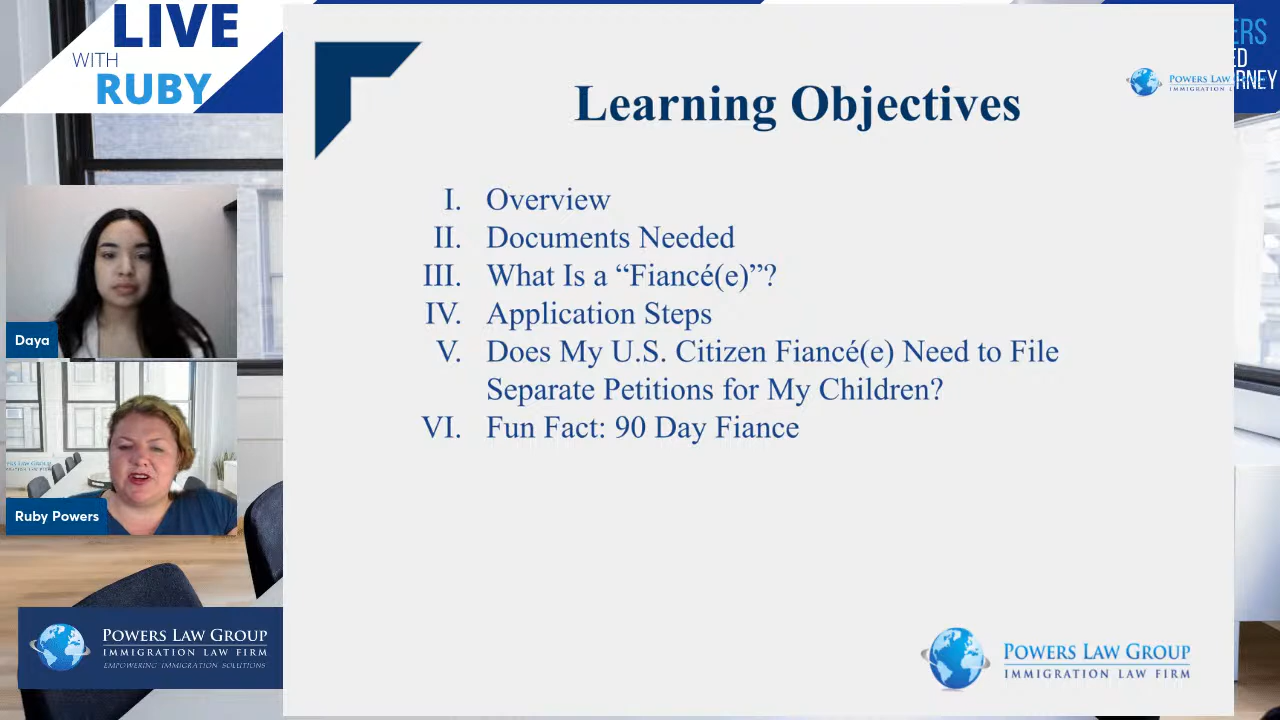 LIVE
WITH
RUBY
Learning Objectives
POWERS LAW
IMMIGRATION
I. Overview
II. Documents Needed
III. What Is a “Fiancé(e)”?
IV. Application Steps
V. Does My U.S. Citizen Fiancé(e) Need to File
Separate Petitions for My Children?
VI. Fun Fact: 90 Day Fiance
Daya
Ruby Powers
POWERS LAW GROUP
IMMIGRATION LAW FIRM
EMPOWERING IMMIGRATION SOLUTIONS
POWERS LAW GROUP
IMMIGRATION LAW FIRM